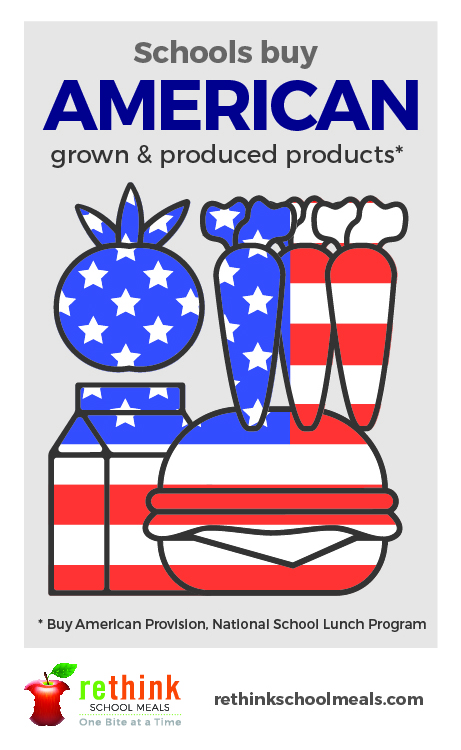 Schools buy
AMERICAN
grown & produced products*
* Buy American Provision, National School Lunch Program
rethink
SCHOOL MEALS
One Bite at a Time
rethinkschoolmeals.com